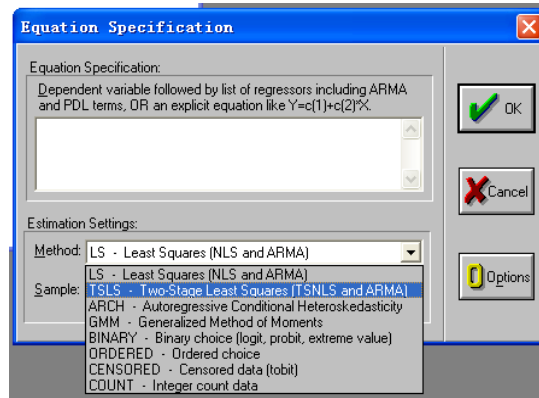 Equation Specification
Equation Specification:
Dependent variable followed by list of regressors including ARMA
and PDL terms, OR an explicit equation like Y=c(1)+c(2)*X.
OK
Cancel
Options
Estimation Settings:
Method: LS - Least Squares (NLS and ARMA)
LS - Least Squares (NLS and ARMA)
Sample: TSLS - Two-Stage Least Squares (TSNLS and ARMA)
ARCH - Autoregressive Conditional Heteroskedasticity
GMM - Generalized Method of Moments
BINARY - Binary choice (logit, probit, extreme value)
ORDERED - Ordered choice
CENSORED - Censored data (tobit)
COUNT - Integer count data